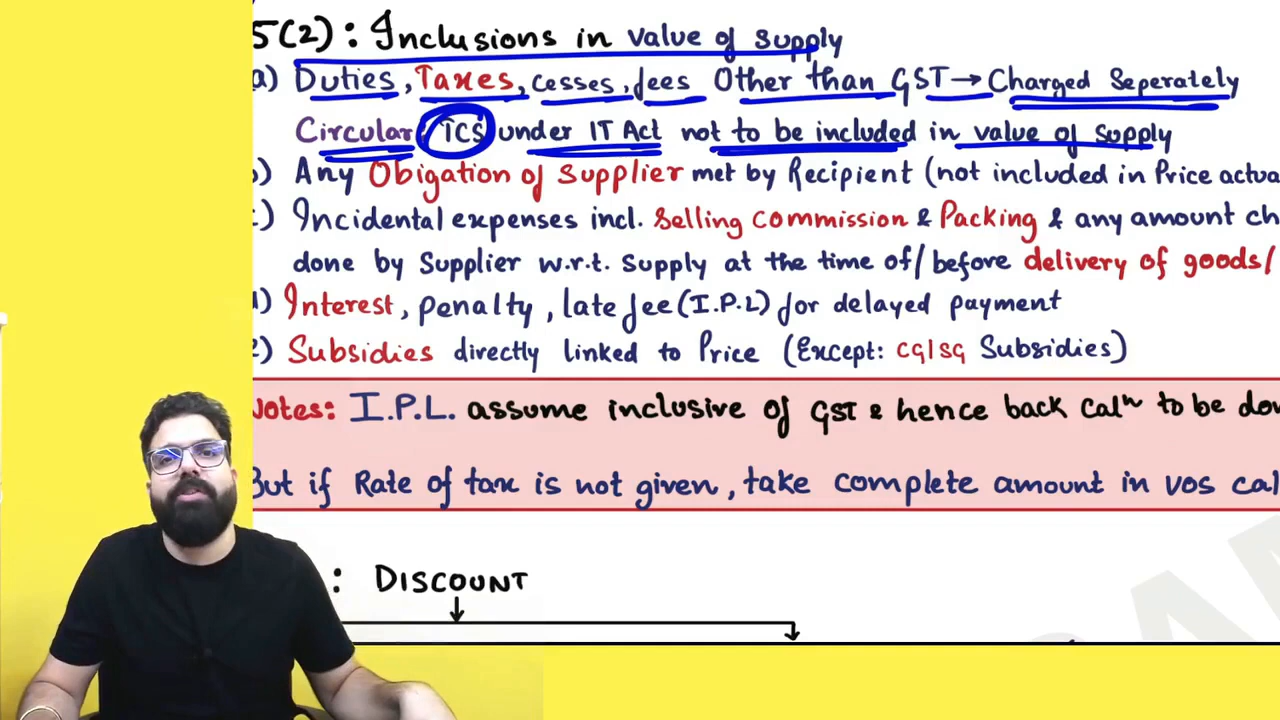 5(2): Inclusions in value of supply
a) Duties, Taxes, cesses, fees Other than GST → Charged Seperately
Circular: TCS under IT Act not to be included in value of supply
) Any Obigation of Supplier met by Recipient (not included in Price actua
) Incidental expenses incl. Selling commission & Packing & any amount ch
done by Supplier w.r.t. supply at the time of/before delivery of goods/
) Interest, penalty, late fee (I.P.L) for delayed payment
e) Subsidies directly linked to Price (Except: CG/SG Subsidies)
Notes: I.P.L. assume inclusive of GST & hence back Calⁿ to be do
But if Rate of tax is not given, take complete amount in VOS cal
: DISCOUNT